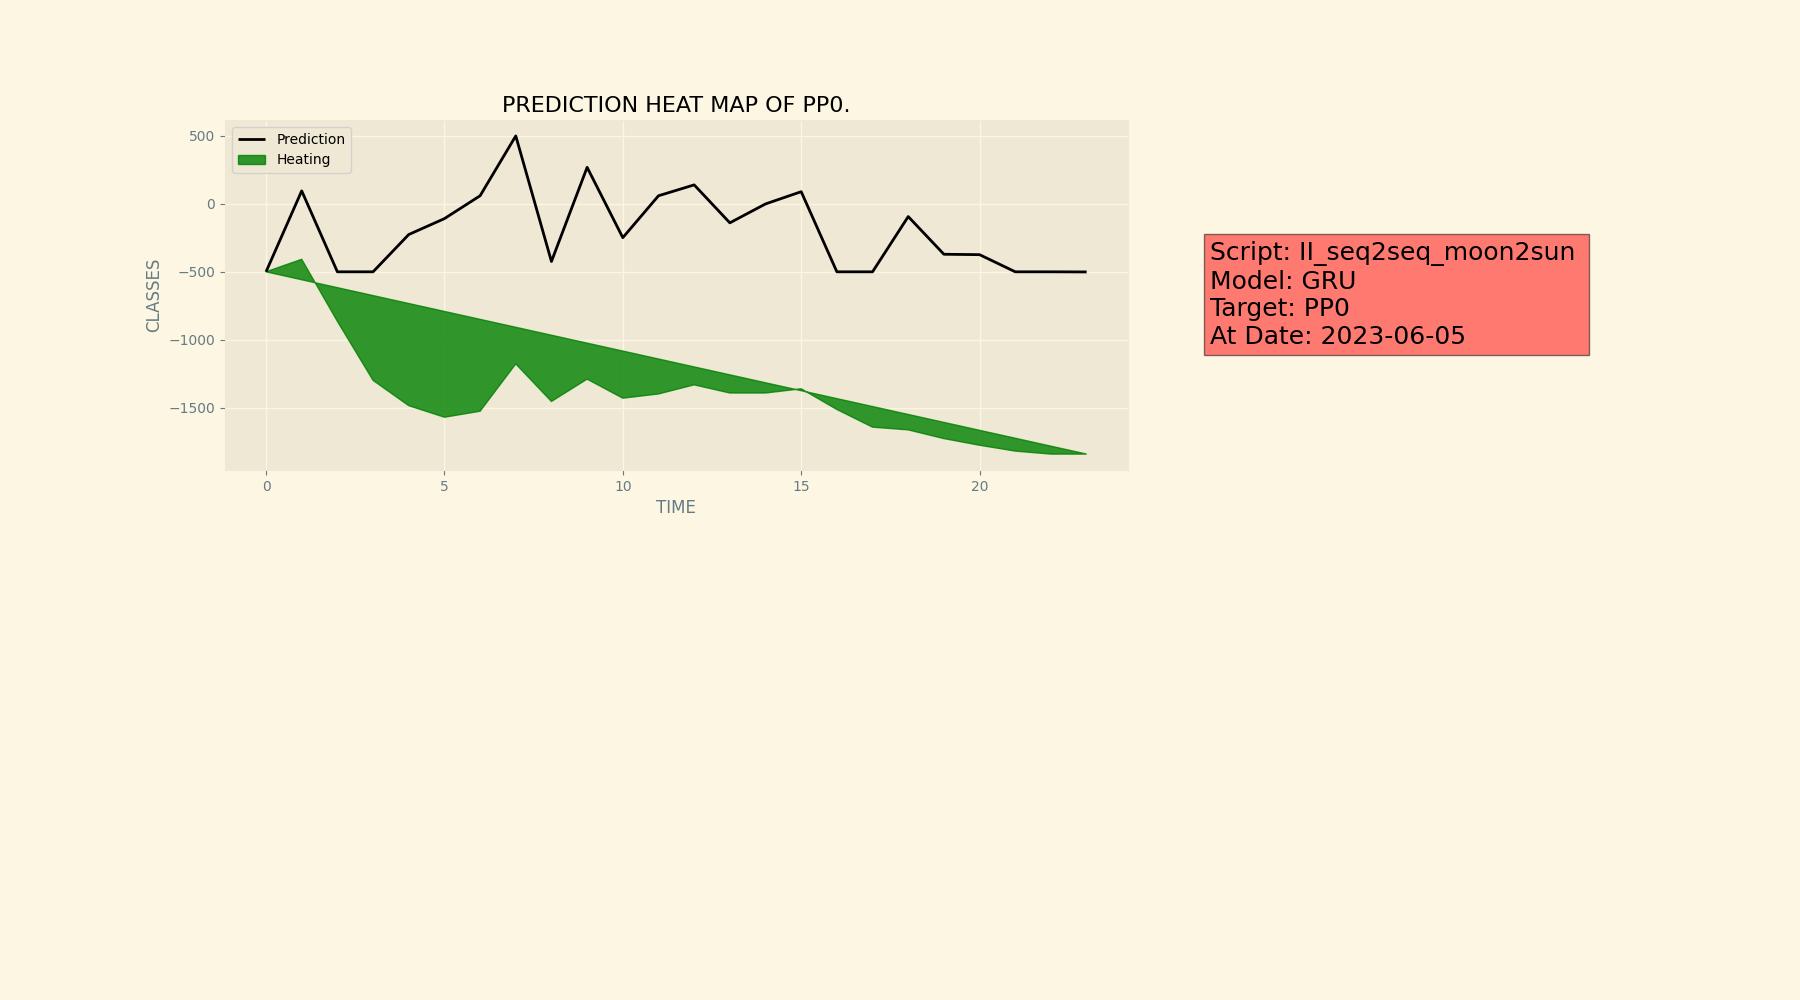 PREDICTION HEAT MAP OF PP0.
Prediction
Heating
500
0
−500
−1000
−1500
CLASSES
0 5 10 15 20
TIME
Script: II_seq2seq_moon2sun
Model: GRU
Target: PP0
At Date: 2023-06-05